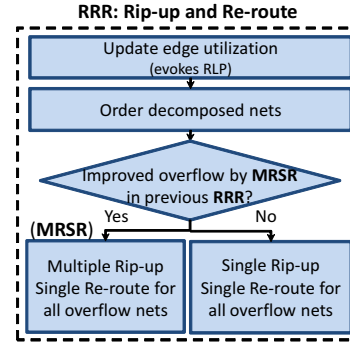 RRR: Rip-up and Re-route
Update edge utilization
(evokes RLP)
Order decomposed nets
Improved overflow by MRSR
in previous RRR?
Yes
No
(MRSR)
Multiple Rip-up
Single Re-route for
all overflow nets
Single Rip-up
Single Re-route for
all overflow nets